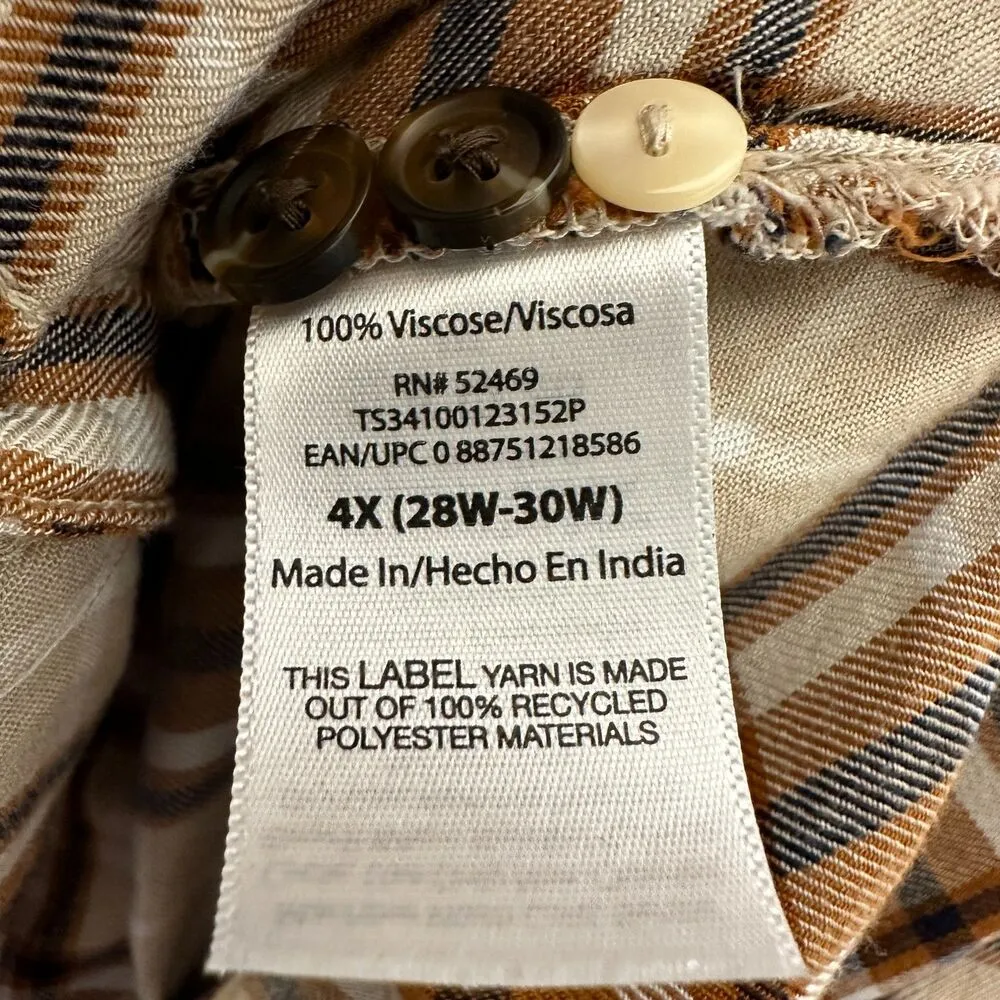 100% Viscose/Viscosa
RN# 52469
TS34100123152P
EAN/UPC 0 88751218586
4X (28W-30W)
Made In/Hecho En India
THIS LABEL YARN IS MADE
OUT OF 100% RECYCLED
POLYESTER MATERIALS